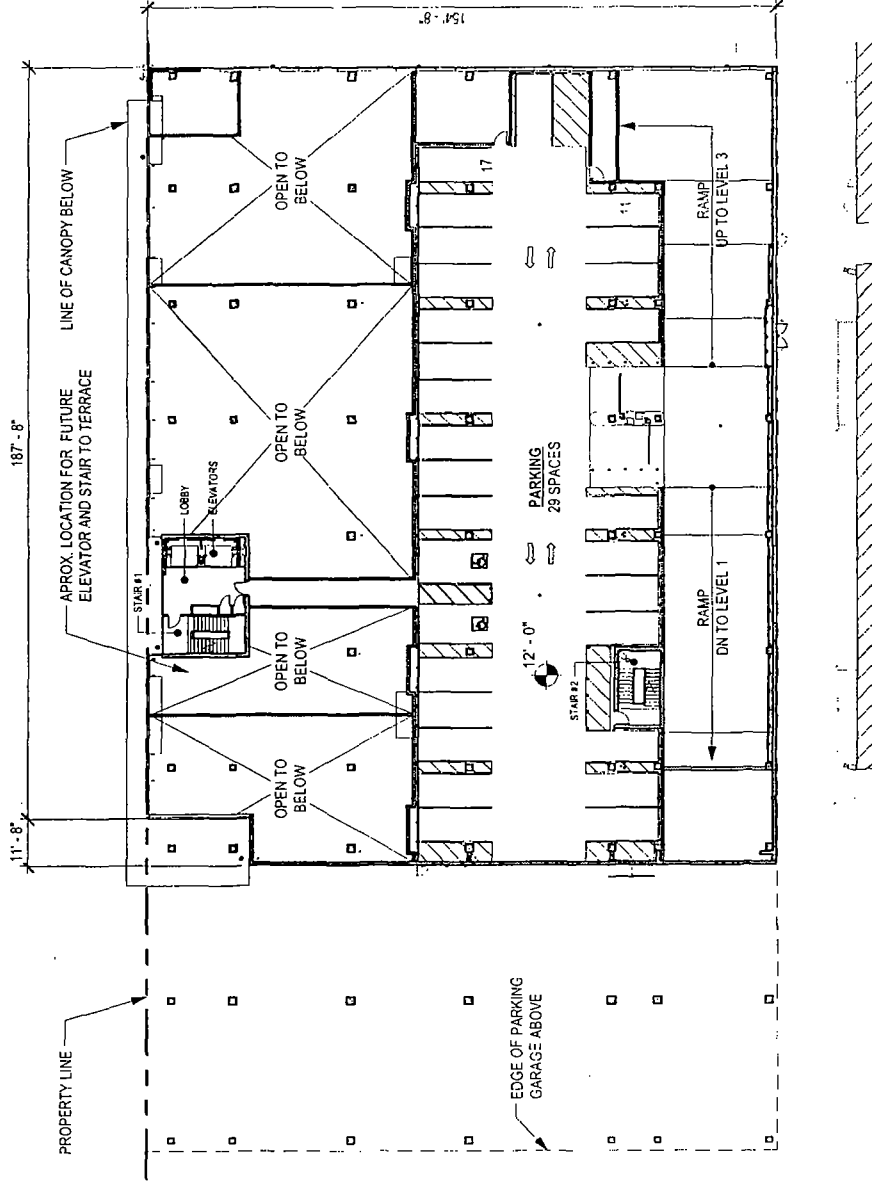 154' - 8"
187' - 8"
11' - 8"
LINE OF CANOPY BELOW
APROX. LOCATION FOR FUTURE
ELEVATOR AND STAIR TO TERRACE
PROPERTY LINE
STAIR #1
LOBBY
ELEVATORS
OPEN TO
BELOW
OPEN TO
BELOW
OPEN TO
BELOW
OPEN TO
BELOW
17
11
PARKING
29 SPACES
12' - 0"
STAIR #2
RAMP
UP TO LEVEL 3
RAMP
DN TO LEVEL 1
EDGE OF PARKING
GARAGE ABOVE